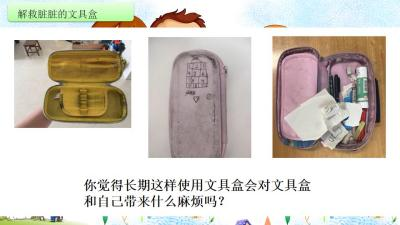 解救脏脏的文具盒
你觉得长期这样使用文具盒会对文具盒
和自己带来什么麻烦吗?